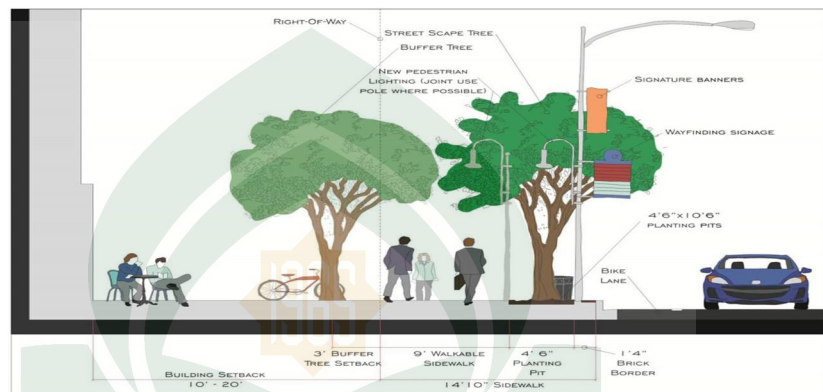 Right-Of-Way
Street Scape Tree
Buffer Tree
New pedestrian
Lighting (joint use
pole where possible)
Signature banners
Wayfinding signage
4'6"x10'6"
planting pits
Bike
Lane
3' Buffer
Tree Setback
9' Walkable
Sidewalk
4' 6"
Planting
Pit
1'4"
Brick
Border
Building Setback
10' - 20'
14'10" Sidewalk